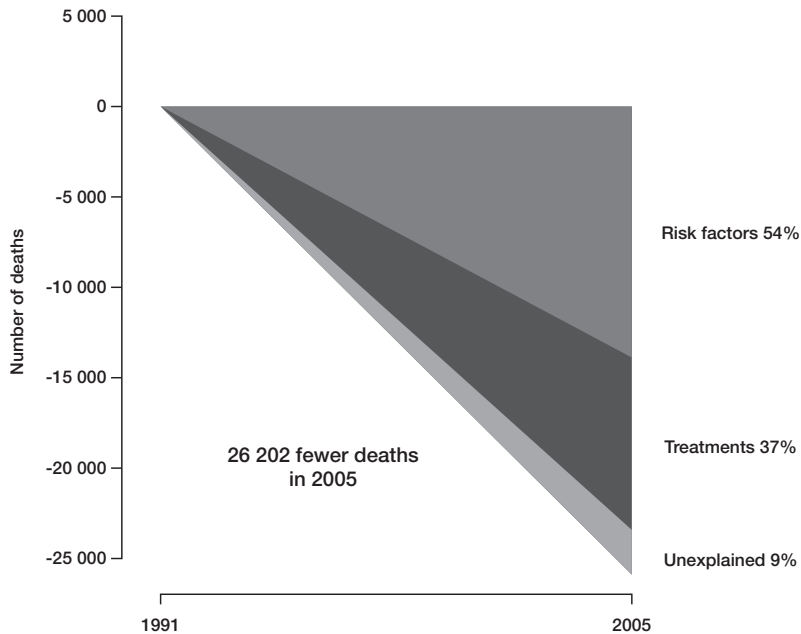 5 000
0
-5 000
-10 000
-15 000
-20 000
-25 000
Number of deaths
Risk factors 54%
Treatments 37%
Unexplained 9%
26 202 fewer deaths
in 2005
1991
2005